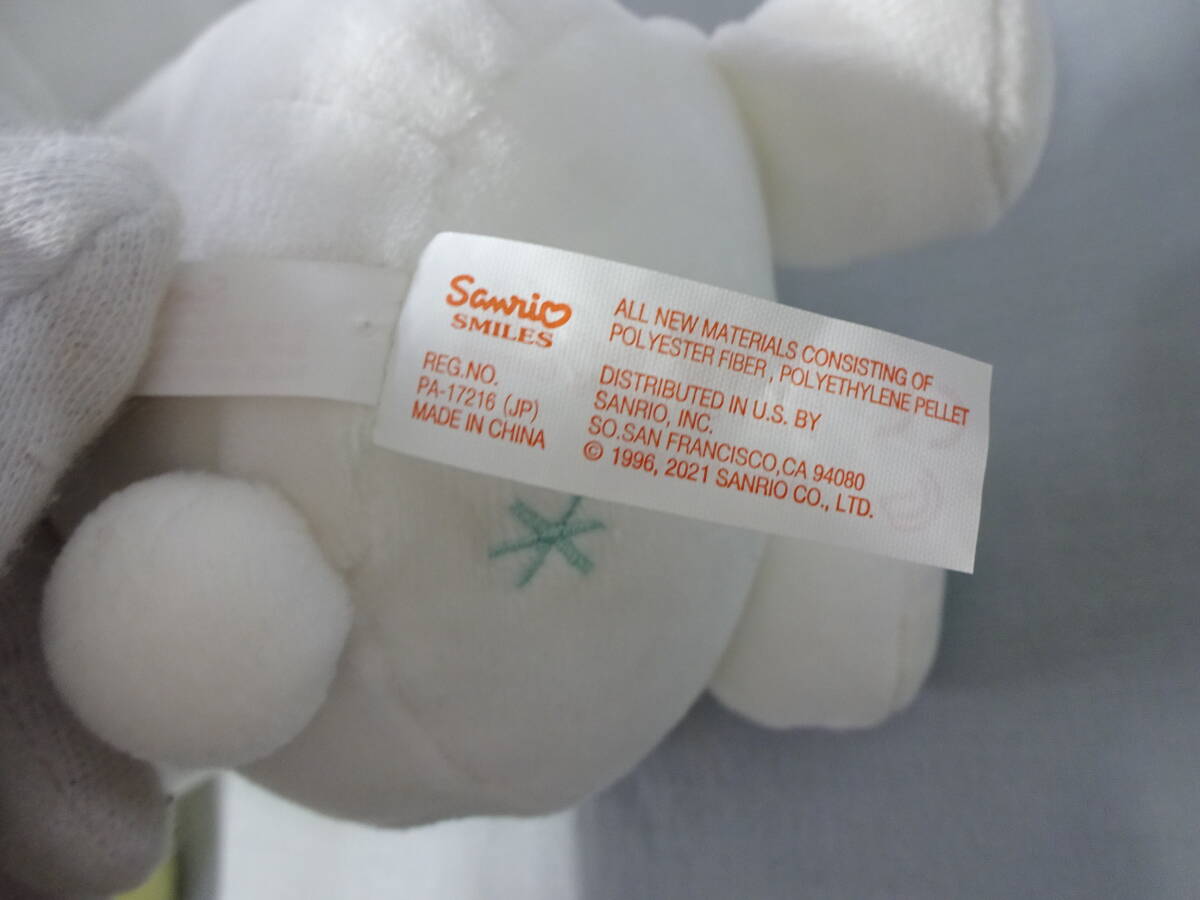 Sanrio
SMILES
REG.NO.
PA-17216 (JP)
MADE IN CHINA
ALL NEW MATERIALS CONSISTING OF
POLYESTER FIBER , POLYETHYLENE PELLET
DISTRIBUTED IN U.S. BY
SANRIO, INC.
SO.SAN FRANCISCO,CA 94080
© 1996, 2021 SANRIO CO., LTD.